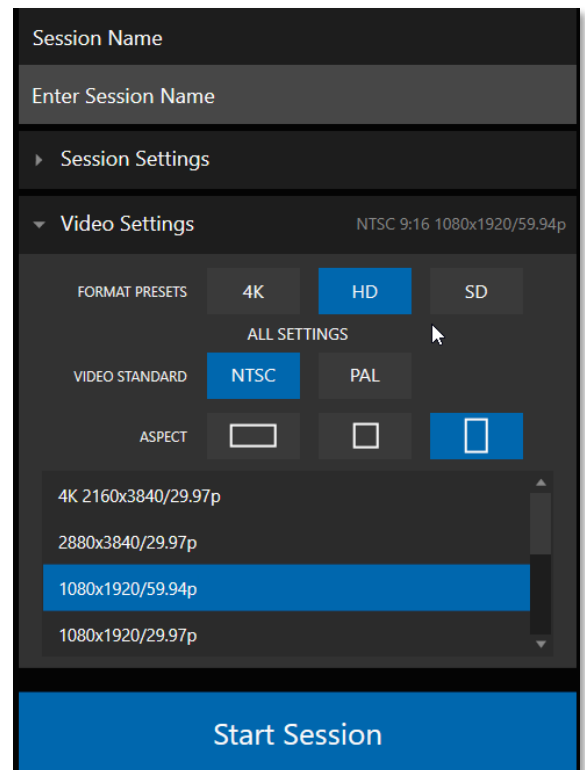 Session Name
Enter Session Name
Session Settings
Video Settings NTSC 9:16 1080x1920/59.94p
FORMAT PRESETS 4K HD SD
ALL SETTINGS
VIDEO STANDARD NTSC PAL
ASPECT
4K 2160x3840/29.97p
2880x3840/29.97p
1080x1920/59.94p
1080x1920/29.97p
Start Session